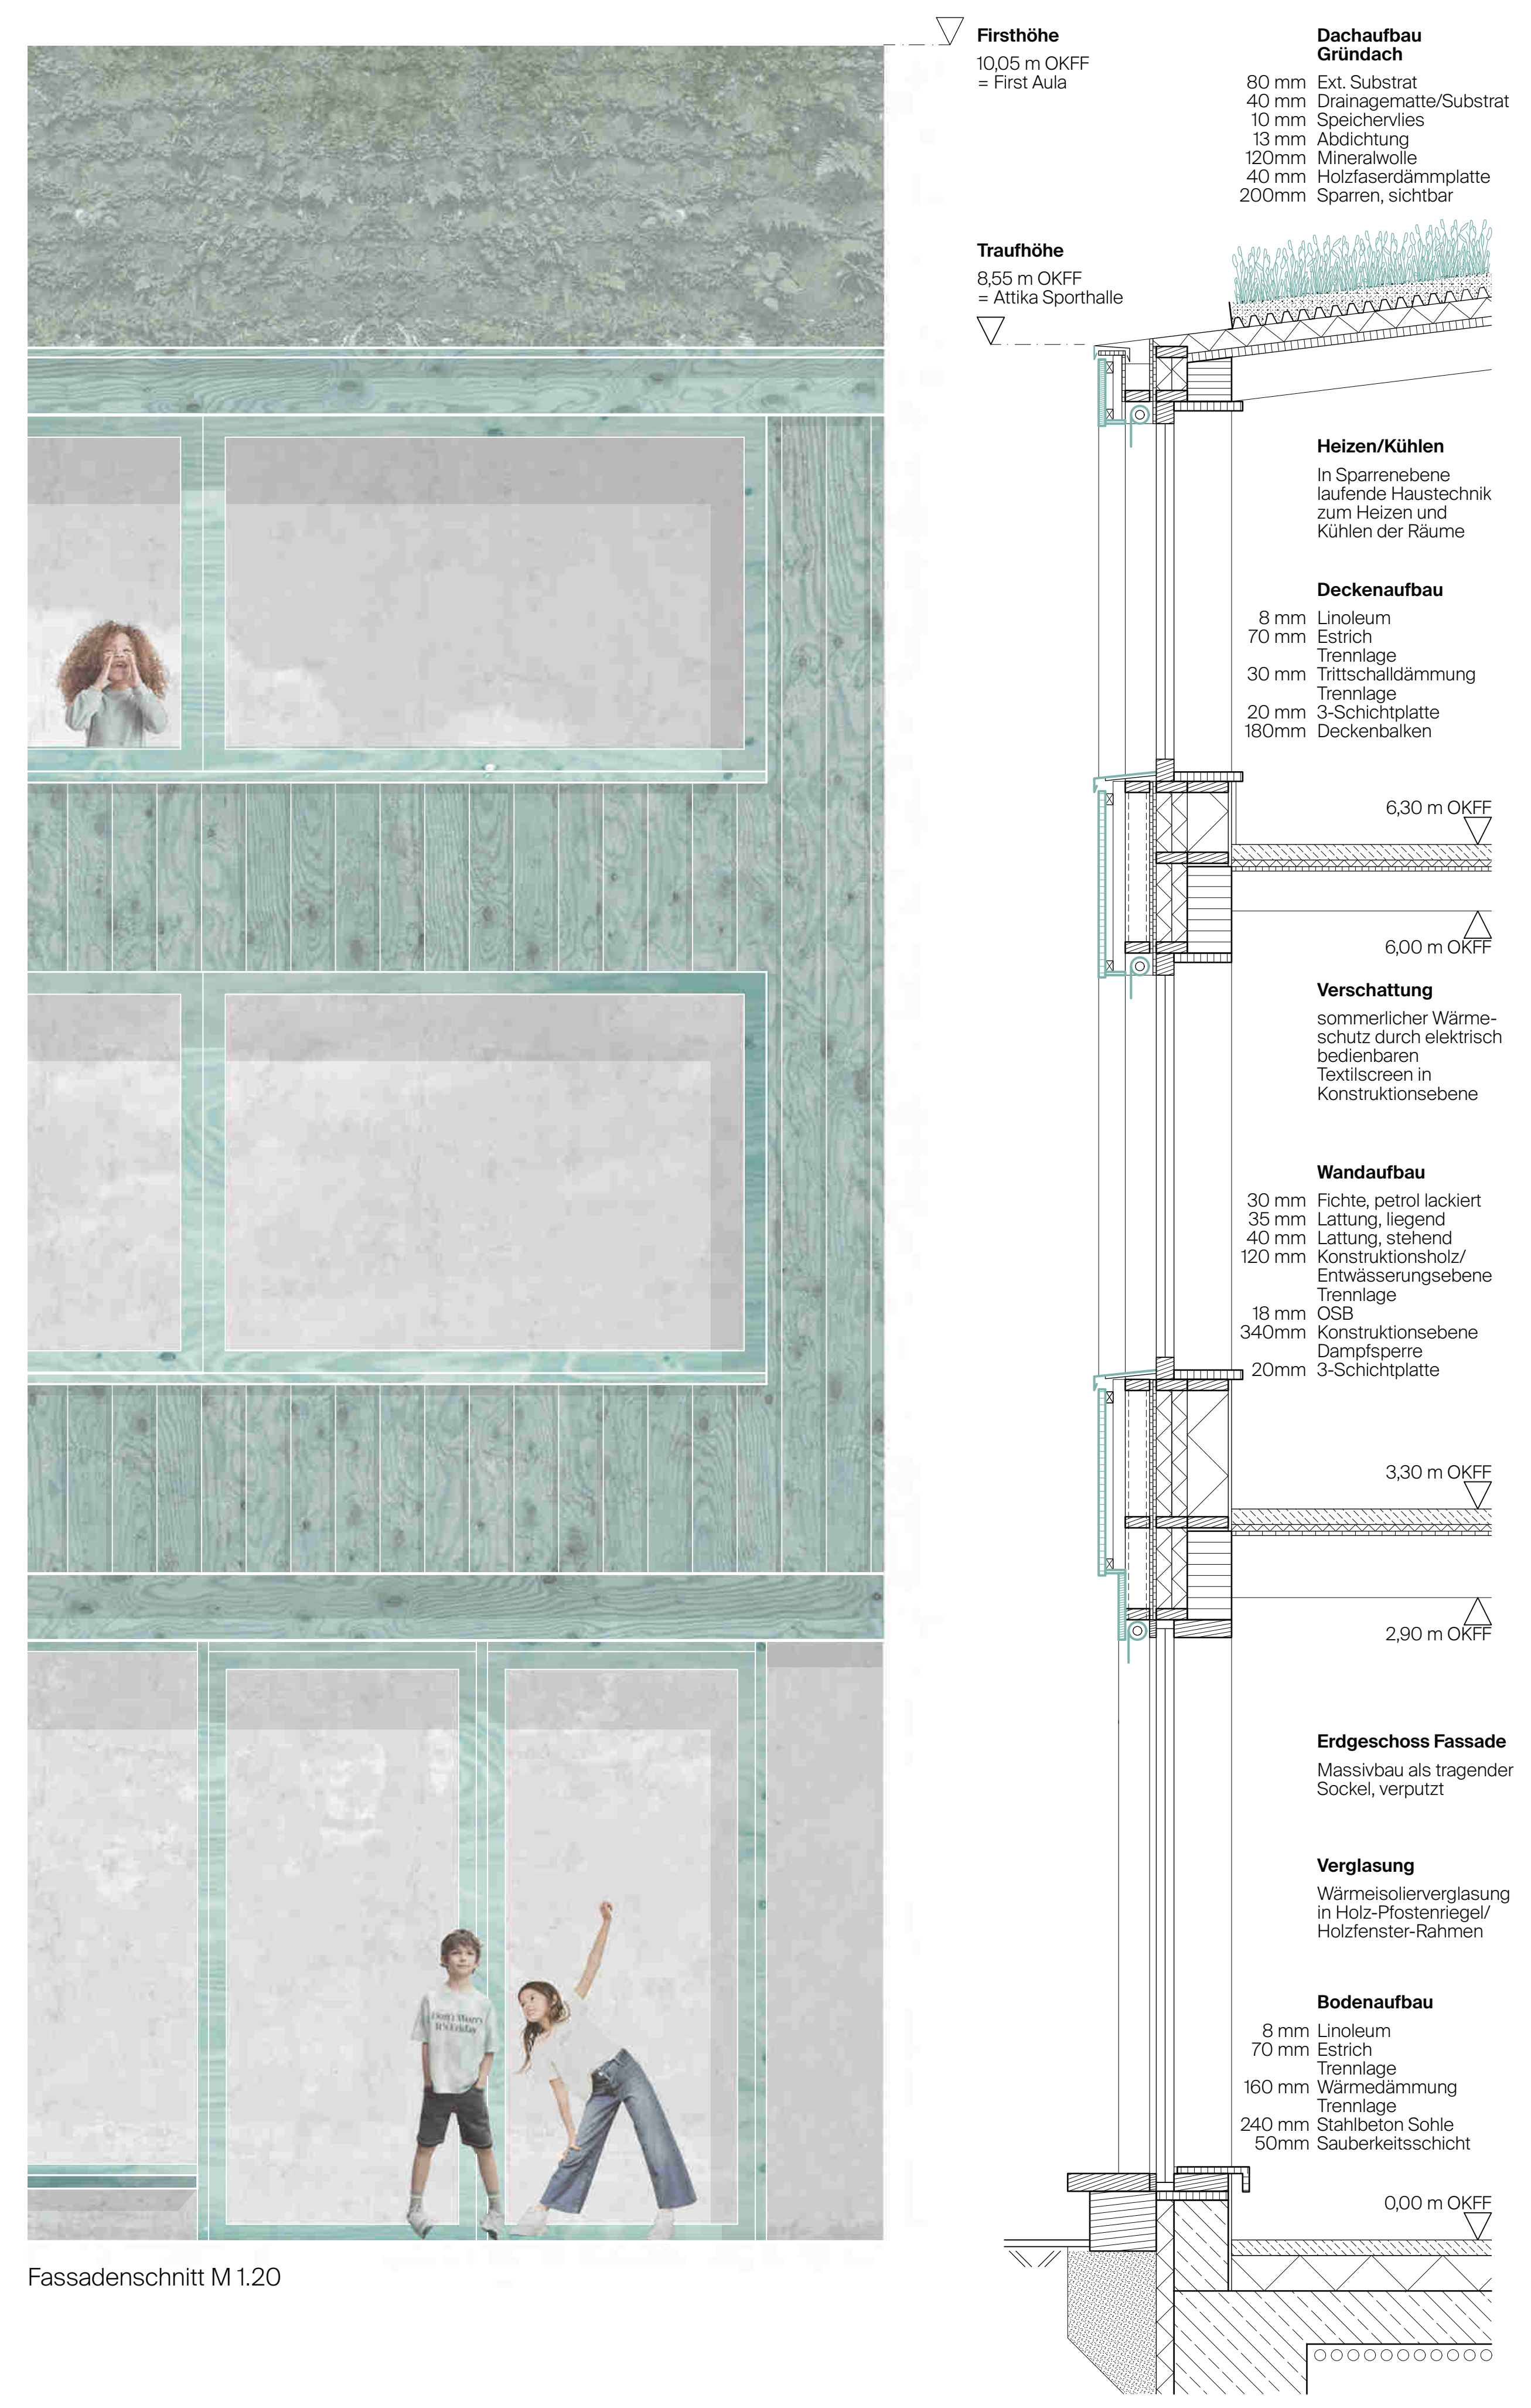 Firsthöhe
10,05 m OKFF
= First Aula
Dachaufbau
Gründach
80 mm Ext. Substrat
40 mm Drainagematte/Substrat
10 mm Speichervlies
13 mm Abdichtung
120mm Mineralwolle
40 mm Holzfaserdämmplatte
200mm Sparren, sichtbar
Traufhöhe
8,55 m OKFF
= Attika Sporthalle
Heizen/Kühlen
In Sparrenebene
laufende Haustechnik
zum Heizen und
Kühlen der Räume
Deckenaufbau
8 mm Linoleum
70 mm Estrich
Trennlage
30 mm Trittschalldämmung
Trennlage
20 mm 3-Schichtplatte
180mm Deckenbalken
6,30 m OKFF
6,00 m OKFF
Verschattung
sommerlicher Wärme-
schutz durch elektrisch
bedienbaren
Textilscreen in
Konstruktionsebene
Wandaufbau
30 mm Fichte, petrol lackiert
35 mm Lattung, liegend
40 mm Lattung, stehend
120 mm Konstruktionsholz/
Entwässerungsebene
Trennlage
18 mm OSB
340mm Konstruktionsebene
Dampfsperre
20mm 3-Schichtplatte
3,30 m OKFF
2,90 m OKFF
Erdgeschoss Fassade
Massivbau als tragender
Sockel, verputzt
Verglasung
Wärmeisolierverglasung
in Holz-Pfostenriegel/
Holzfenster-Rahmen
Don't Worry
It's Friday
Bodenaufbau
8 mm Linoleum
70 mm Estrich
Trennlage
160 mm Wärmedämmung
Trennlage
240 mm Stahlbeton Sohle
50mm Sauberkeitsschicht
0,00 m OKFF
Fassadenschnitt M 1.20